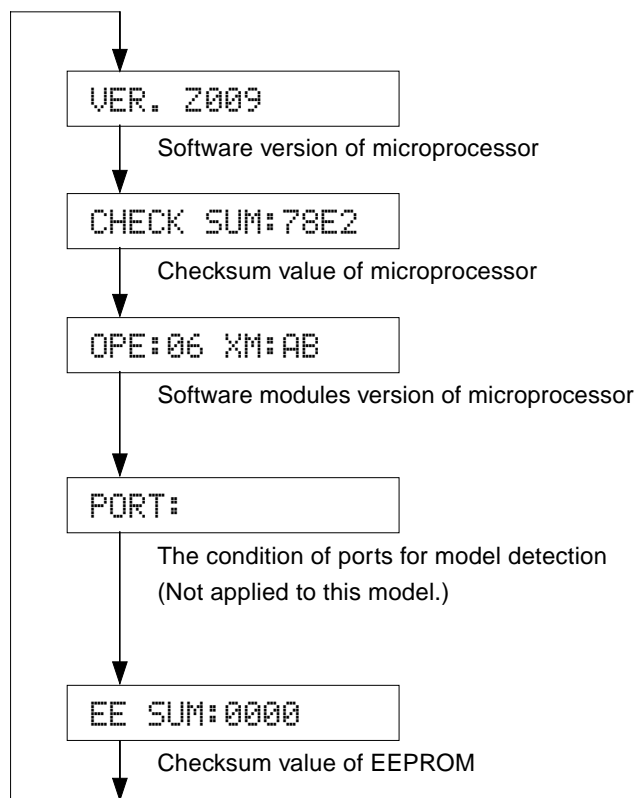 VER. Z009
Software version of microprocessor
CHECK SUM:78E2
Checksum value of microprocessor
OPE:06 XM:AB
Software modules version of microprocessor
PORT:
The condition of ports for model detection
(Not applied to this model.)
EE SUM:0000
Checksum value of EEPROM